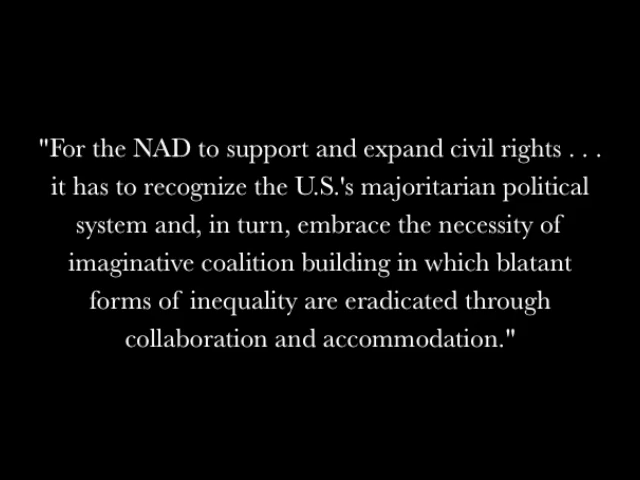 "For the NAD to support and expand civil rights . . .
it has to recognize the U.S.'s majoritarian political
system and, in turn, embrace the necessity of
imaginative coalition building in which blatant
forms of inequality are eradicated through
collaboration and accommodation."